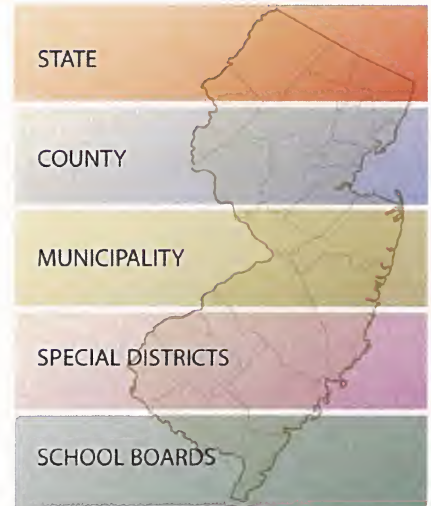 STATE
COUNTY
MUNICIPALITY
SPECIAL DISTRICTS
SCHOOL BOARDS